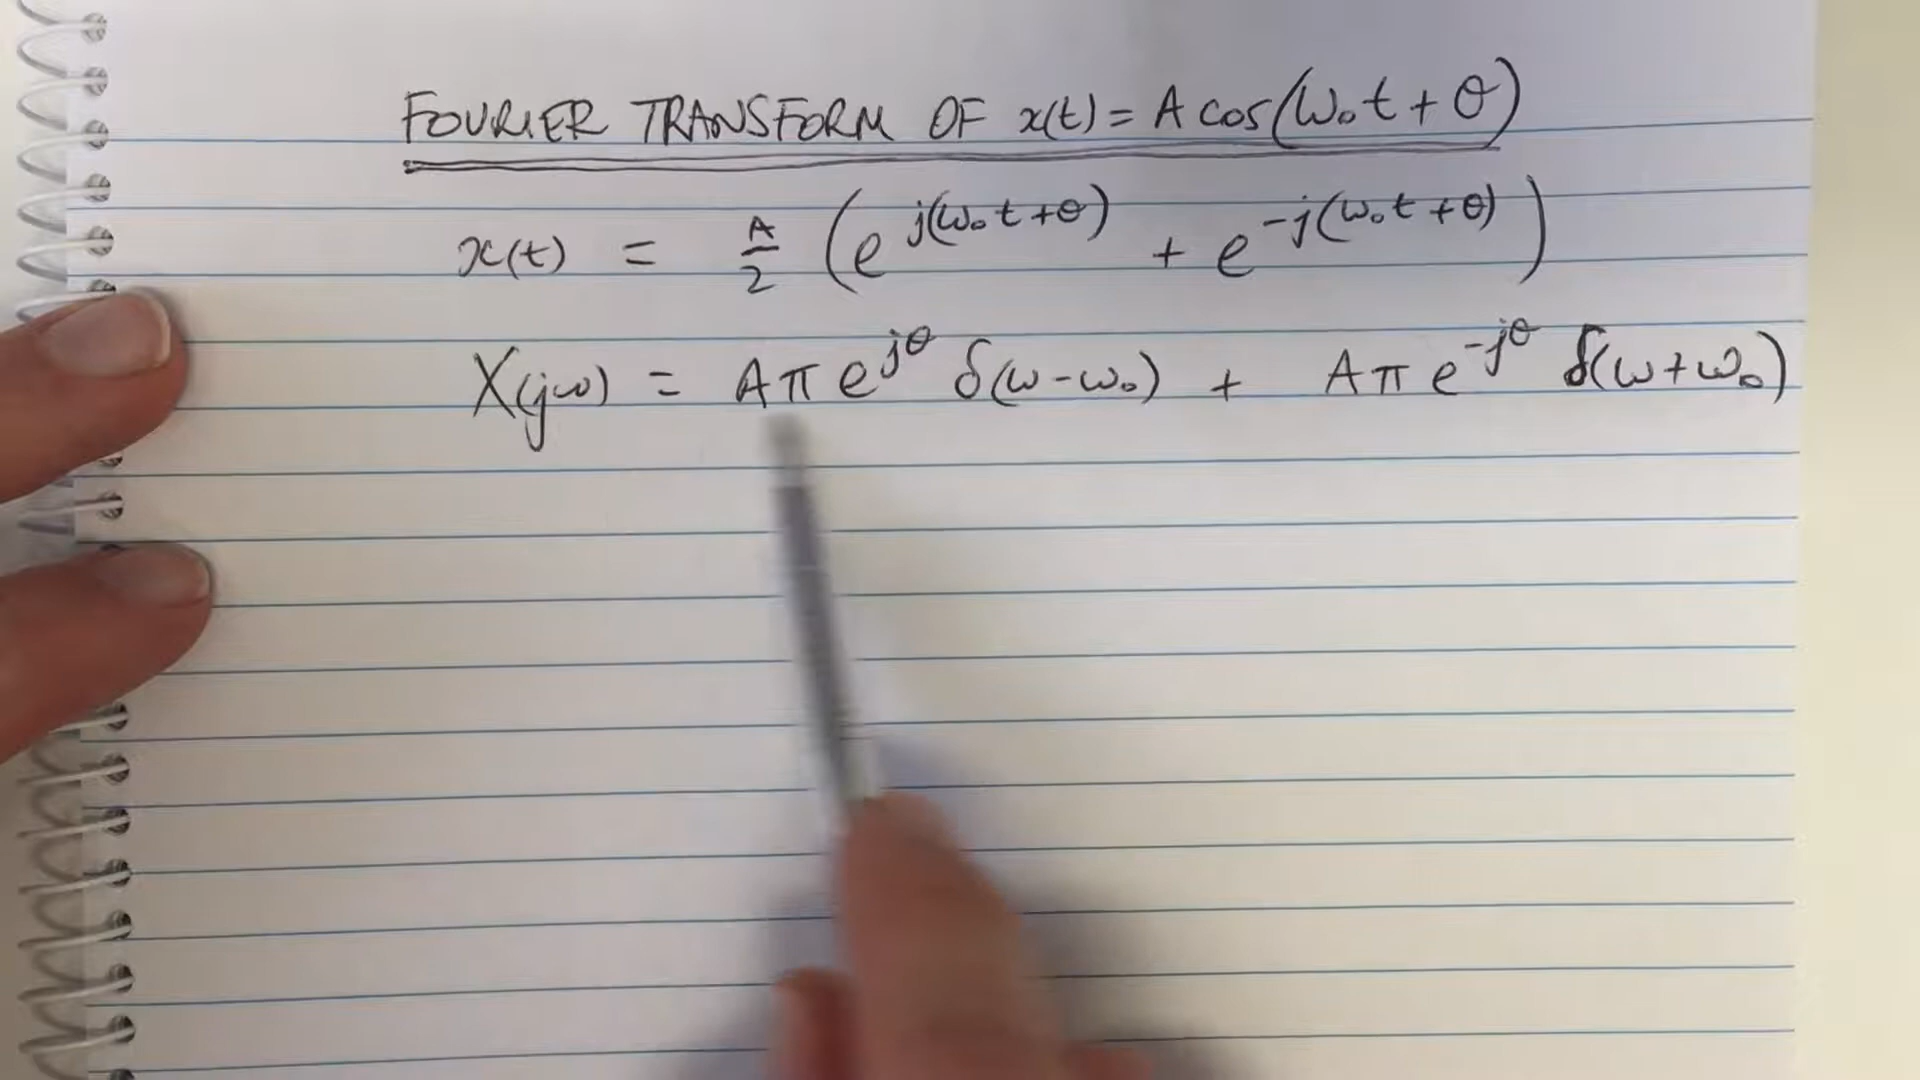 FOURIER TRANSFORM OF x(t) = A cos(ω₀t + θ)
x(t) = A/2 (e^{j(ω₀t+θ)} + e^{-j(ω₀t+θ)})
X(jω) = Aπ e^{jθ} δ(ω-ω₀) + Aπ e^{-jθ} δ(ω+ω₀)